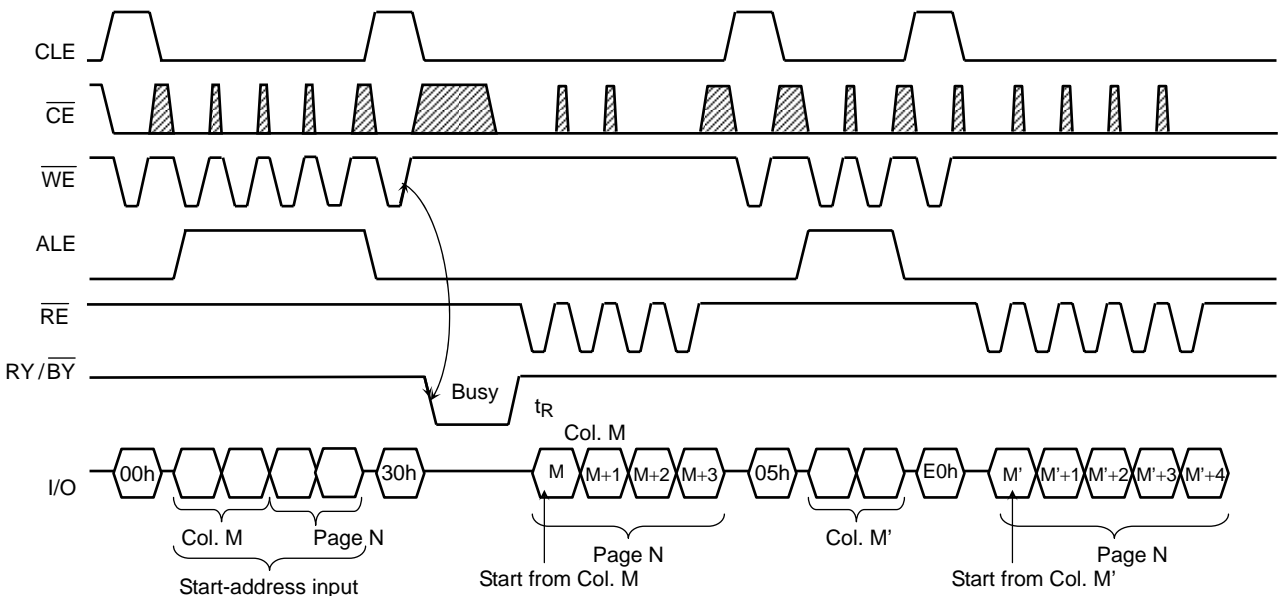 CLE
CE
WE
ALE
RE
RY/BY
Busy
tR
Col. M
I/O
00h
30h
M
M+1
M+2
M+3
05h
E0h
M'
M'+1
M'+2
M'+3
M'+4
Col. M
Page N
Page N
Col. M'
Page N
Start-address input
Start from Col. M
Start from Col. M'